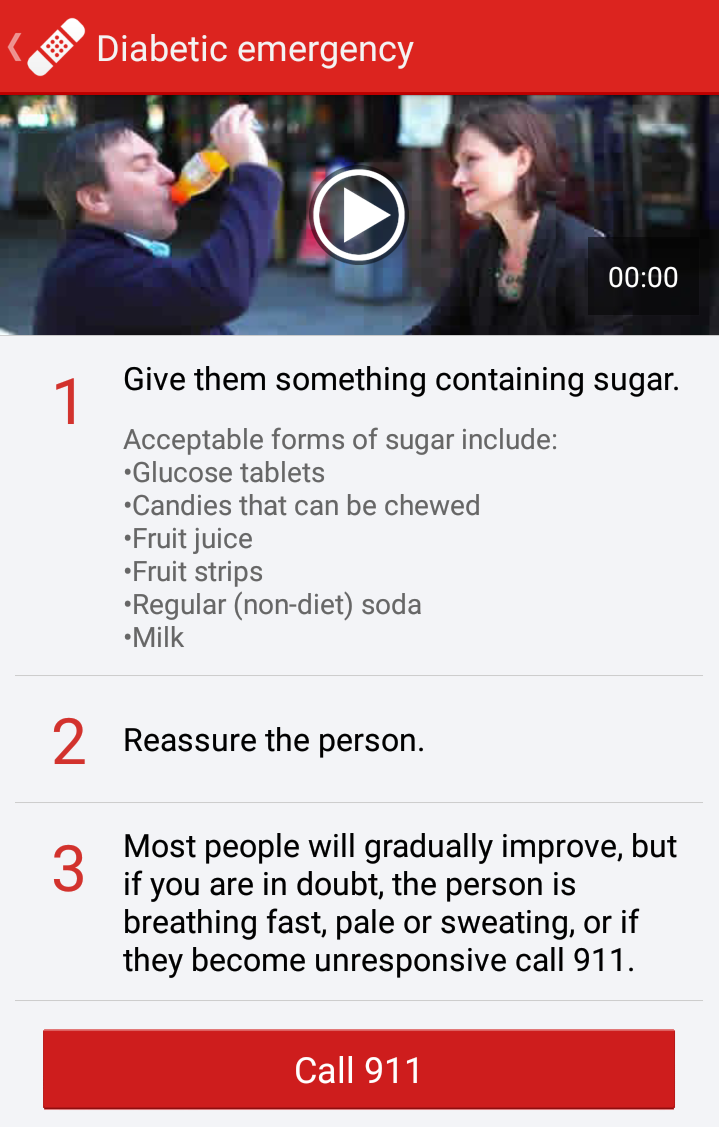 Diabetic emergency
00:00
1
Give them something containing sugar.
Acceptable forms of sugar include:
•Glucose tablets
•Candies that can be chewed
•Fruit juice
•Fruit strips
•Regular (non-diet) soda
•Milk
2
Reassure the person.
3
Most people will gradually improve, but
if you are in doubt, the person is
breathing fast, pale or sweating, or if
they become unresponsive call 911.
Call 911